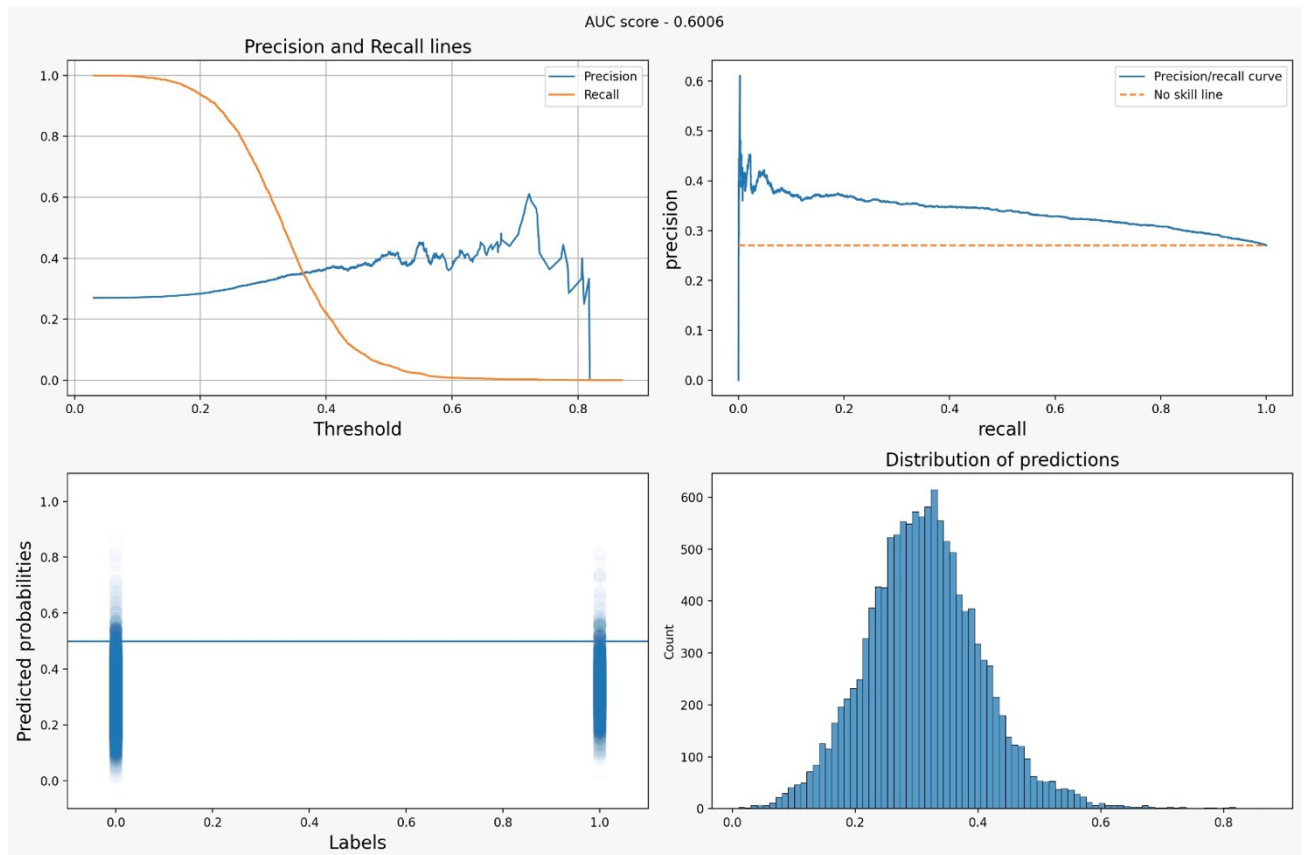 AUC score - 0.6006
Precision and Recall lines
1.0
0.8
0.6
0.4
0.2
0.0
Precision
Recall
0.0 0.2 0.4 0.6 0.8
Threshold
precision
0.6
0.5
0.4
0.3
0.2
0.1
0.0
Precision/recall curve
No skill line
0.0 0.2 0.4 0.6 0.8 1.0
recall
Predicted probabilities
1.0
0.8
0.6
0.4
0.2
0.0
0.0 0.2 0.4 0.6 0.8 1.0
Labels
Distribution of predictions
Count
600
500
400
300
200
100
0
0.0 0.2 0.4 0.6 0.8